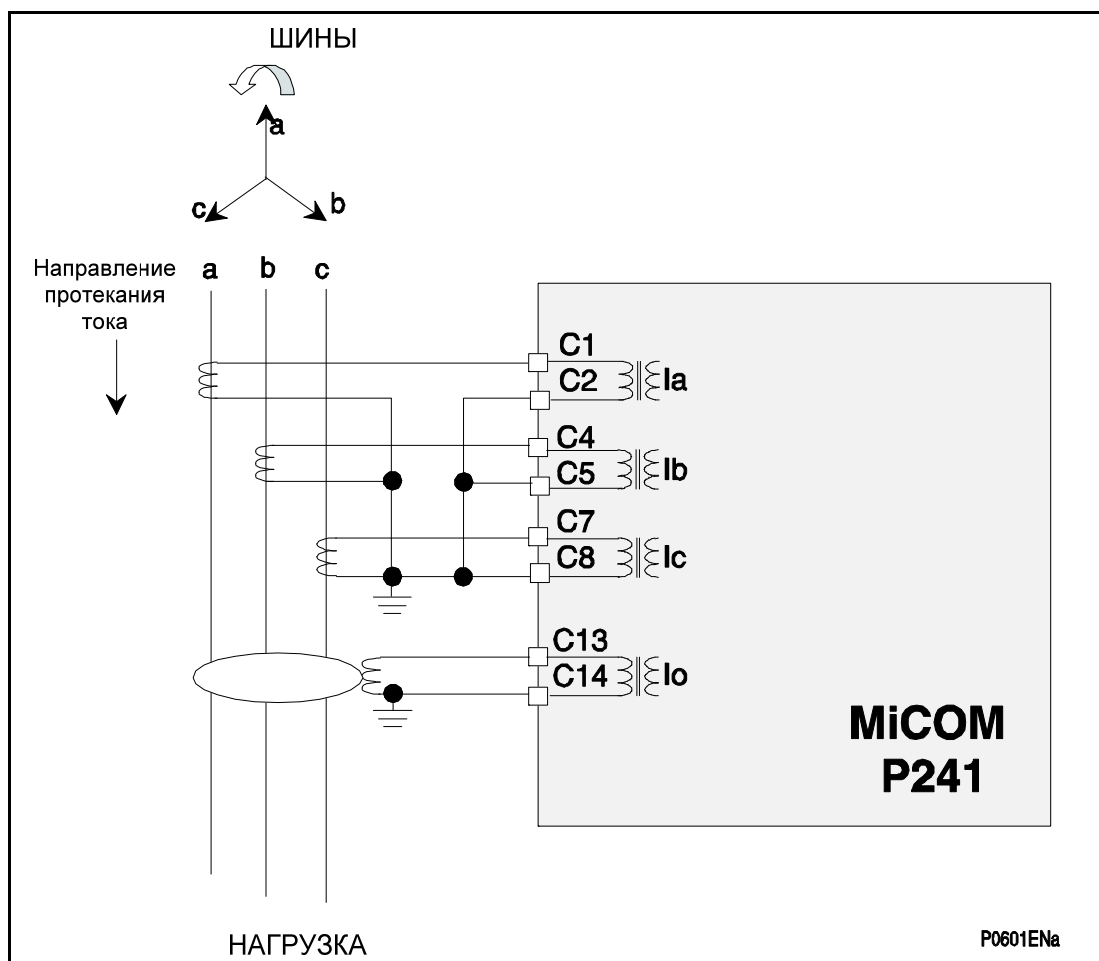 ШИНЫ
a
c
b
Направление
протекания
тока
a b c
C1
C2
Ia
C4
C5
Ib
C7
C8
Ic
C13
C14
Io
MiCOM
P241
НАГРУЗКА
P0601ENa